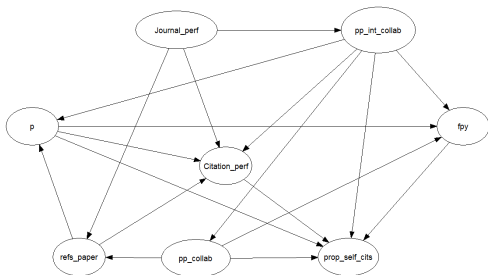 Journal_perf
pp_int_collab
p
fpy
Citation_perf
refs_paper
pp_collab
prop_self_cits